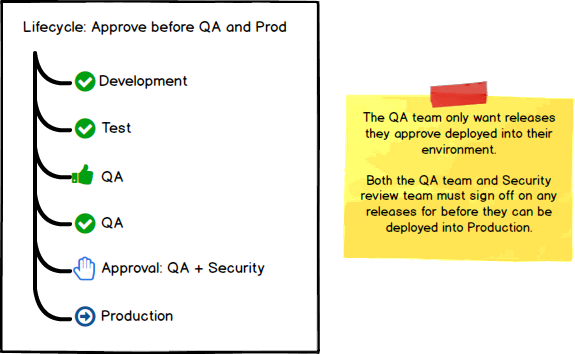 Lifecycle: Approve before QA and Prod
Development
Test
QA
QA
Approval: QA + Security
Production
The QA team only want releases
they approve deployed into their
environment.
Both the QA team and Security
review team must sign off on any
releases for before they can be
deployed into Production.